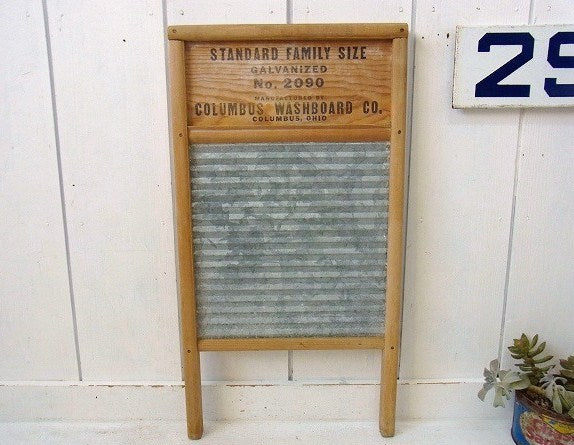 STANDARD FAMILY SIZE
GALVANIZED
No. 2090
MANUFACTURED BY
COLUMBUS WASHBOARD CO.
COLUMBUS, OHIO
29